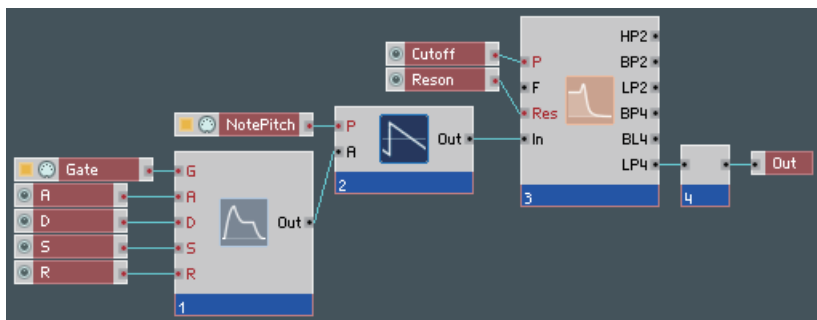 HP2
Cutoff
P
BP2
Reson
F
LP2
NotePitch
P
Res
BP4
A
Out
In
BL4
Gate
G
LP4
Out
A
A
2
3
4
D
D
Out
S
S
R
R
1